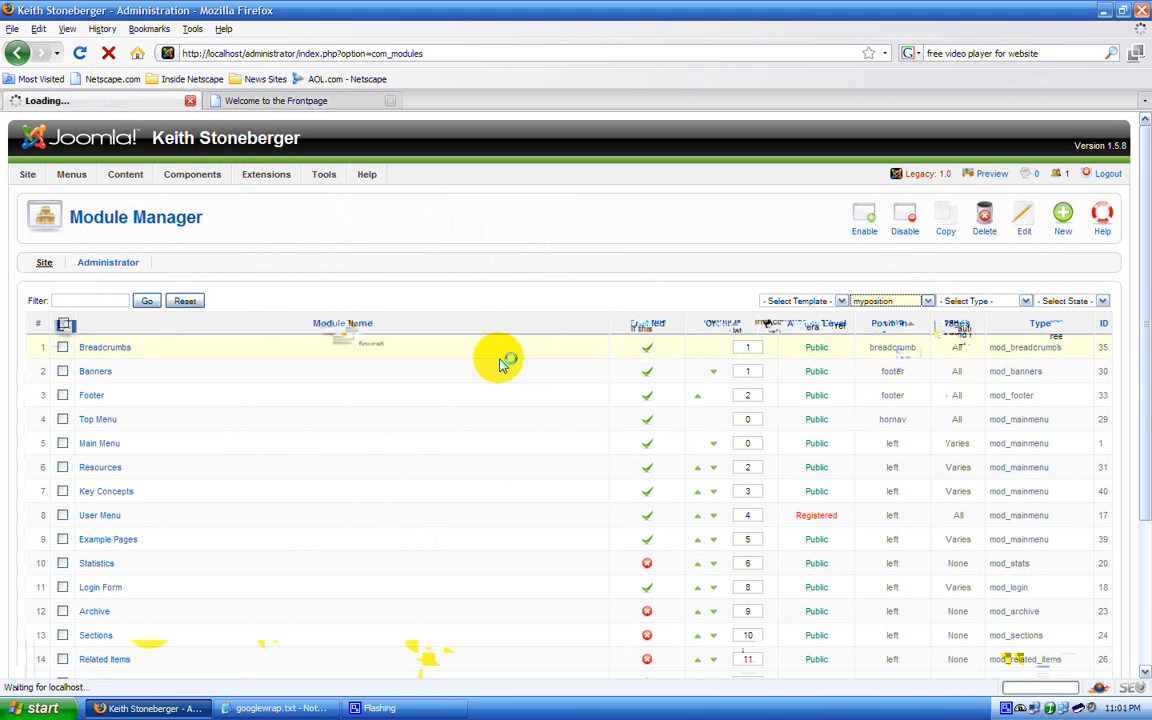 Keith Stoneberger - Administration - Mozilla Firefox
File Edit View History Bookmarks Tools Help
http://localhost/administrator/index.php?option=com_modules
free video player for website
Most Visited Netscape.com Inside Netscape News Sites AOL.com - Netscape
Loading... Welcome to the Frontpage
Joomla! Keith Stoneberger
Version 1.5.8
Site Menus Content Components Extensions Tools Help Legacy: 1.0 Preview 0 1 Logout
Module Manager
Enable Disable Copy Delete Edit New Help
Site Administrator
Filter: Go Reset - Select Template - myposition - Select Type - - Select State -
# Module Name Pages Type ID
1 Breadcrumbs 1 Public breadcrumb All mod_breadcrumbs 35
2 Banners 1 Public footer All mod_banners 30
3 Footer 2 Public footer All mod_footer 33
4 Top Menu 0 Public hornav All mod_mainmenu 29
5 Main Menu 0 Public left Varies mod_mainmenu 1
6 Resources 2 Public left Varies mod_mainmenu 31
7 Key Concepts 3 Public left Varies mod_mainmenu 40
8 User Menu 4 Registered left All mod_mainmenu 17
9 Example Pages 5 Public left Varies mod_mainmenu 39
10 Statistics 6 Public left None mod_stats 20
11 Login Form 8 Public left Varies mod_login 18
12 Archive 9 Public left None mod_archive 23
13 Sections 10 Public left None mod_sections 24
14 Related Items 11 Public left None mod_related_items 26
Waiting for localhost...
start Keith Stoneberger - A... googlewrap.txt - Not... Flashing 11:01 PM